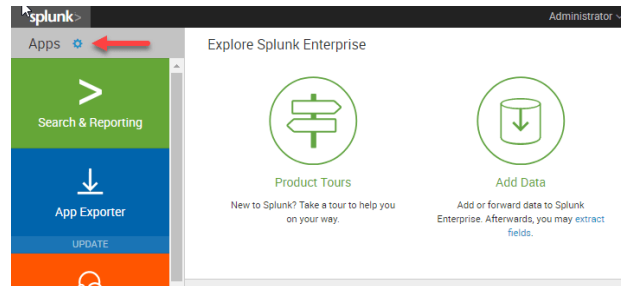 splunk>
Administrator
Apps
Explore Splunk Enterprise
Search & Reporting
App Exporter
UPDATE
Product Tours
New to Splunk? Take a tour to help you
on your way.
Add Data
Add or forward data to Splunk
Enterprise. Afterwards, you may extract
fields.